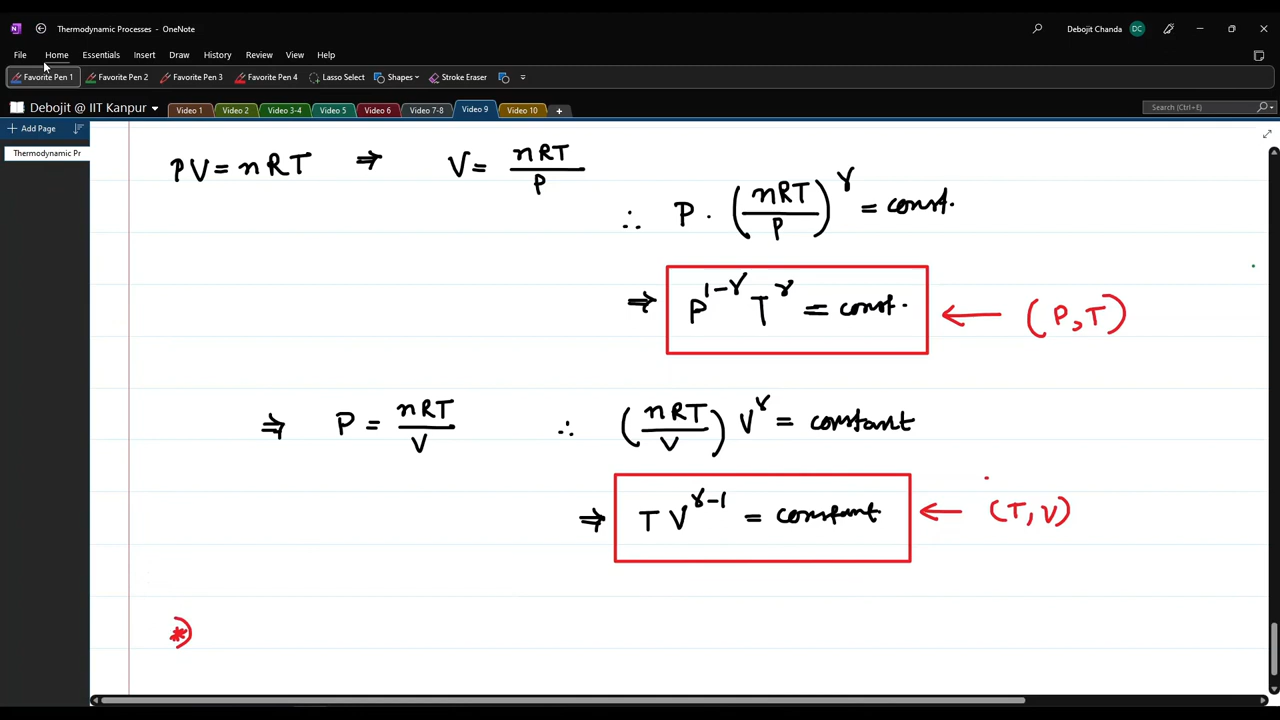 Thermodynamic Processes - OneNote
Debojit Chanda DC
File Home Essentials Insert Draw History Review View Help
Favorite Pen 1 Favorite Pen 2 Favorite Pen 3 Favorite Pen 4 Lasso Select Shapes Stroke Eraser
Debojit @ IIT Kanpur Video 1 Video 2 Video 3-4 Video 5 Video 6 Video 7-8 Video 9 Video 10 + Search (Ctrl+E)
+ Add Page
Thermodynamic Pr
PV = nRT ⇒ V = nRT/P
∴ P · (nRT/P)^γ = const.
⇒ P^(1-γ) T^γ = const. ← (P,T)
⇒ P = nRT/V ∴ (nRT/V) V^γ = constant
⇒ T V^(γ-1) = constant ← (T,V)
*)